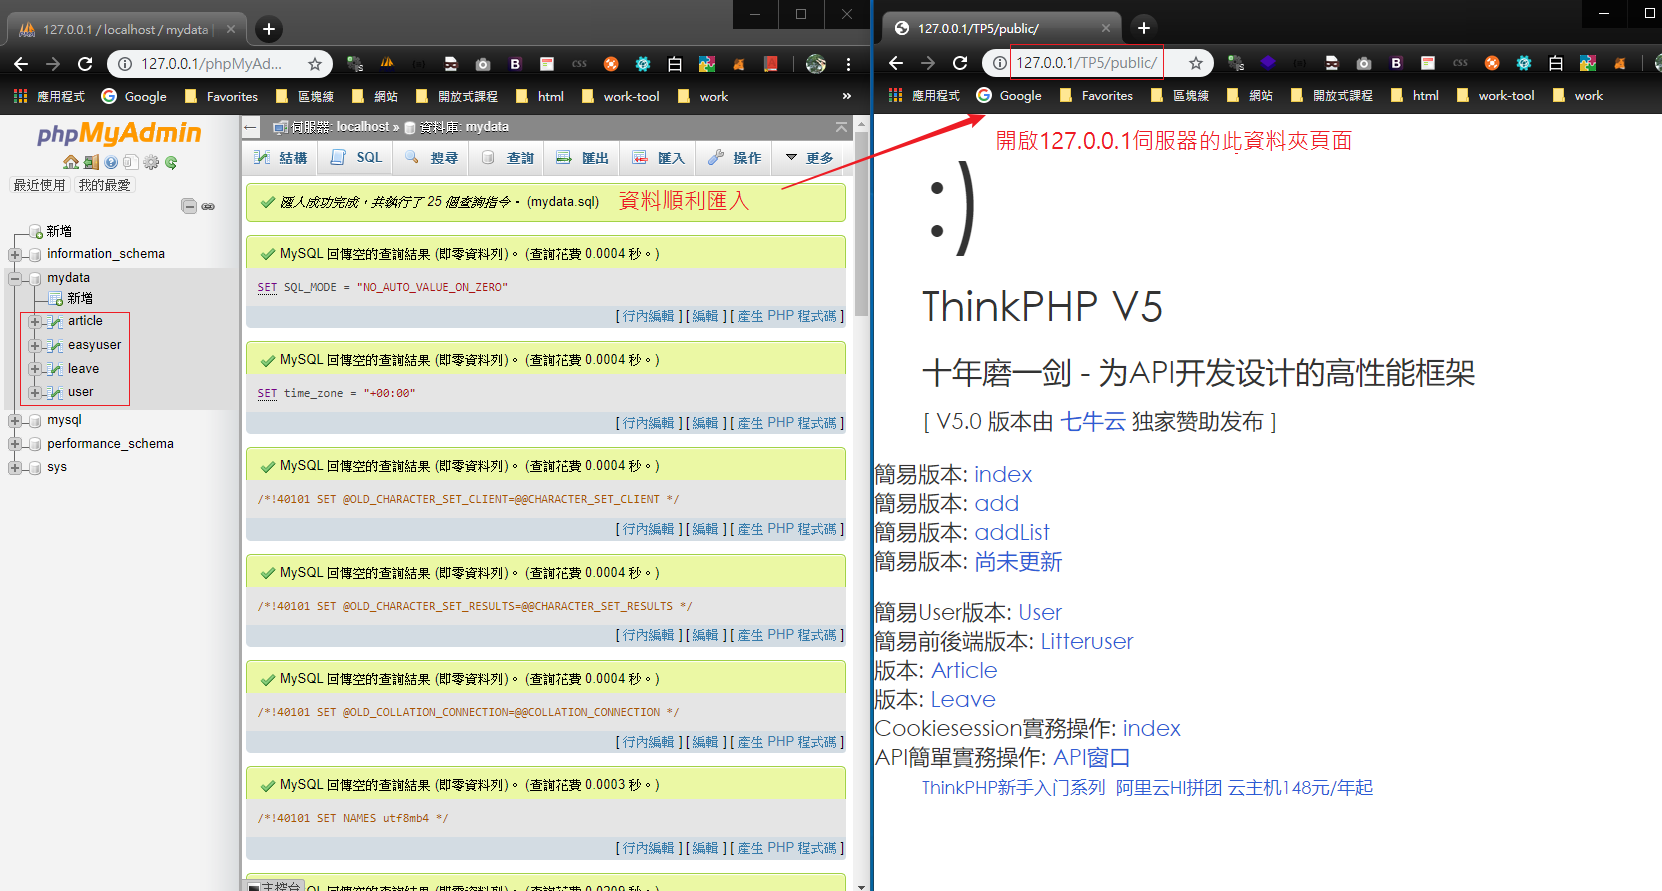 127.0.0.1 / localhost / mydata |
127.0.0.1/phpMyAd...
應用程式 Google Favorites 區塊鍊 網站 開放式課程 html work-tool work »
phpMyAdmin
最近使用 我的最愛
新增
information_schema
mydata
新增
article
easyuser
leave
user
mysql
performance_schema
sys
伺服器: localhost » 資料庫: mydata
結構 SQL 搜尋 查詢 匯出 匯入 操作 更多
匯入成功完成，共執行了 25 個查詢指令。 (mydata.sql) 資料順利匯入
MySQL 回傳空的查詢結果 (即零資料列)。 (查詢花費 0.0004 秒。)
SET SQL_MODE = "NO_AUTO_VALUE_ON_ZERO"
[ 行內編輯 ] [ 編輯 ] [ 產生 PHP 程式碼 ]
MySQL 回傳空的查詢結果 (即零資料列)。 (查詢花費 0.0004 秒。)
SET time_zone = "+00:00"
[ 行內編輯 ] [ 編輯 ] [ 產生 PHP 程式碼 ]
MySQL 回傳空的查詢結果 (即零資料列)。 (查詢花費 0.0004 秒。)
/*!40101 SET @OLD_CHARACTER_SET_CLIENT=@@CHARACTER_SET_CLIENT */
[ 行內編輯 ] [ 編輯 ] [ 產生 PHP 程式碼 ]
MySQL 回傳空的查詢結果 (即零資料列)。 (查詢花費 0.0004 秒。)
/*!40101 SET @OLD_CHARACTER_SET_RESULTS=@@CHARACTER_SET_RESULTS */
[ 行內編輯 ] [ 編輯 ] [ 產生 PHP 程式碼 ]
MySQL 回傳空的查詢結果 (即零資料列)。 (查詢花費 0.0004 秒。)
/*!40101 SET @OLD_COLLATION_CONNECTION=@@COLLATION_CONNECTION */
[ 行內編輯 ] [ 編輯 ] [ 產生 PHP 程式碼 ]
MySQL 回傳空的查詢結果 (即零資料列)。 (查詢花費 0.0003 秒。)
/*!40101 SET NAMES utf8mb4 */
[ 行內編輯 ] [ 編輯 ] [ 產生 PHP 程式碼 ]
主控台
127.0.0.1/TP5/public/
127.0.0.1/TP5/public/
應用程式 Google Favorites 區塊鍊 網站 開放式課程 html work-tool work
開啟127.0.0.1伺服器的此資料夾頁面
:)
ThinkPHP V5
十年磨一剑 - 为API开发设计的高性能框架
[ V5.0 版本由 七牛云 独家赞助发布 ]
簡易版本: index
簡易版本: add
簡易版本: addList
簡易版本: 尚未更新
簡易User版本: User
簡易前後端版本: Litteruser
版本: Article
版本: Leave
Cookiesession實務操作: index
API簡單實務操作: API窗口
ThinkPHP新手入门系列 阿里云HI拼团 云主机148元/年起